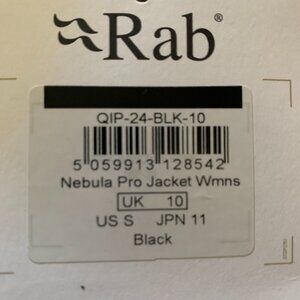 Rab®
QIP-24-BLK-10
5 059913 128542
Nebula Pro Jacket Wmns
UK 10
US S JPN 11
Black